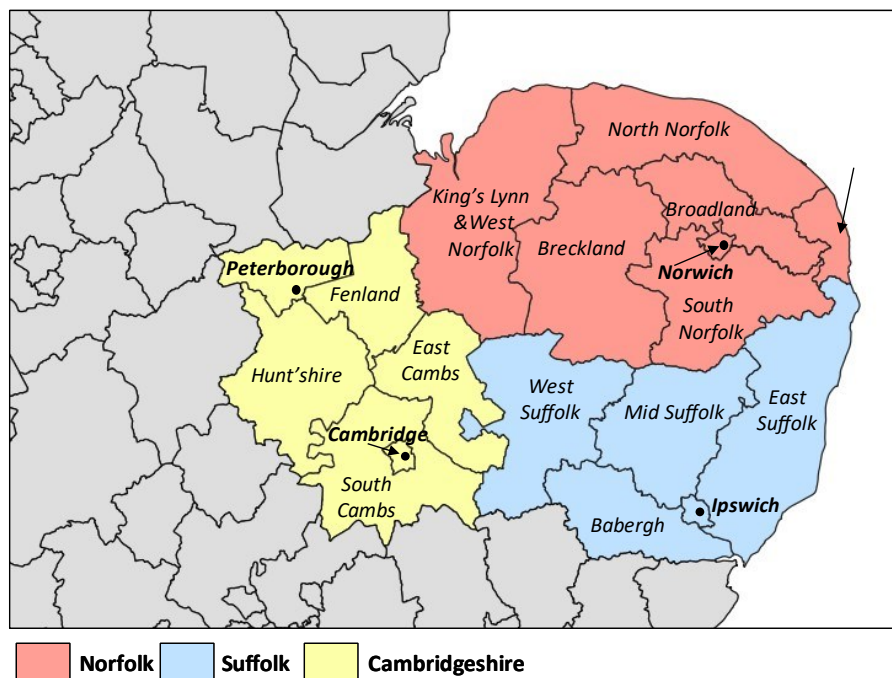 North Norfolk
King's Lynn
&West
Norfolk
Broadland
Breckland
Norwich
South
Norfolk
Peterborough
Fenland
East
Cambs
Hunt'shire
West
Suffolk
Mid Suffolk
East
Suffolk
Cambridge
South
Cambs
Ipswich
Babergh
Norfolk
Suffolk
Cambridgeshire